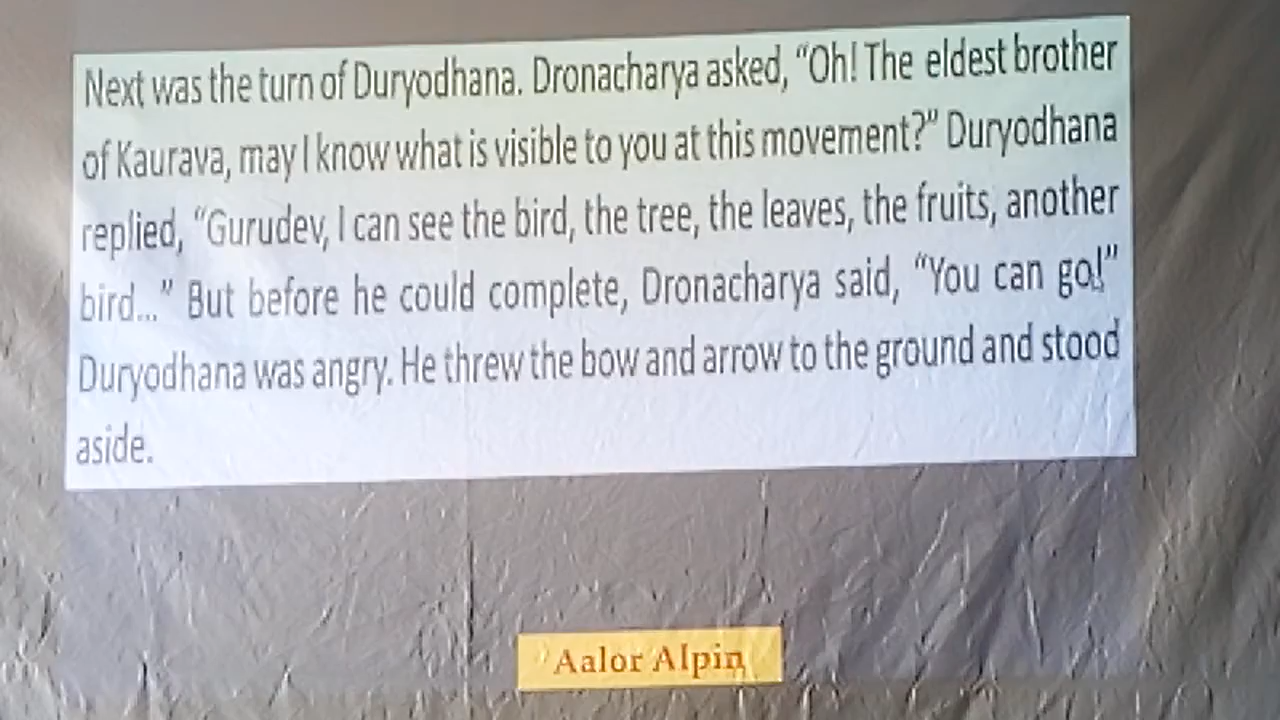 Next was the turn of Duryodhana. Dronacharya asked, “Oh! The eldest brother
of Kaurava, may I know what is visible to you at this movement?” Duryodhana
replied, “Gurudev, I can see the bird, the tree, the leaves, the fruits, another
bird...” But before he could complete, Dronacharya said, “You can go!”
Duryodhana was angry. He threw the bow and arrow to the ground and stood
aside.
Aalor Alpin